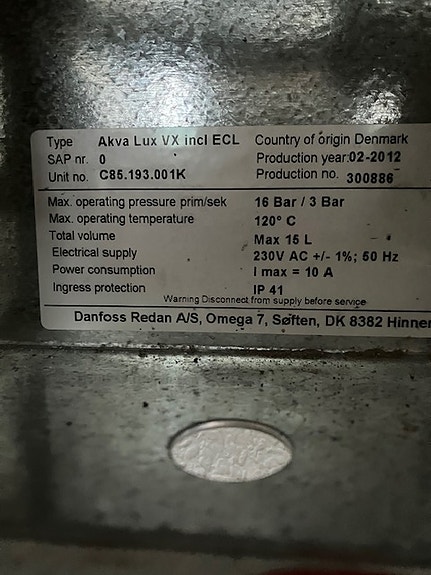 Type Akva Lux VX incl ECL Country of origin Denmark
SAP nr. 0 Production year:02-2012
Unit no. C85.193.001K Production no. 300886
Max. operating pressure prim/sek 16 Bar / 3 Bar
Max. operating temperature 120° C
Total volume Max 15 L
Electrical supply 230V AC +/- 1%; 50 Hz
Power consumption I max = 10 A
Ingress protection IP 41
Warning Disconnect from supply before service
Danfoss Redan A/S, Omega 7, Søften, DK 8382 Hinner